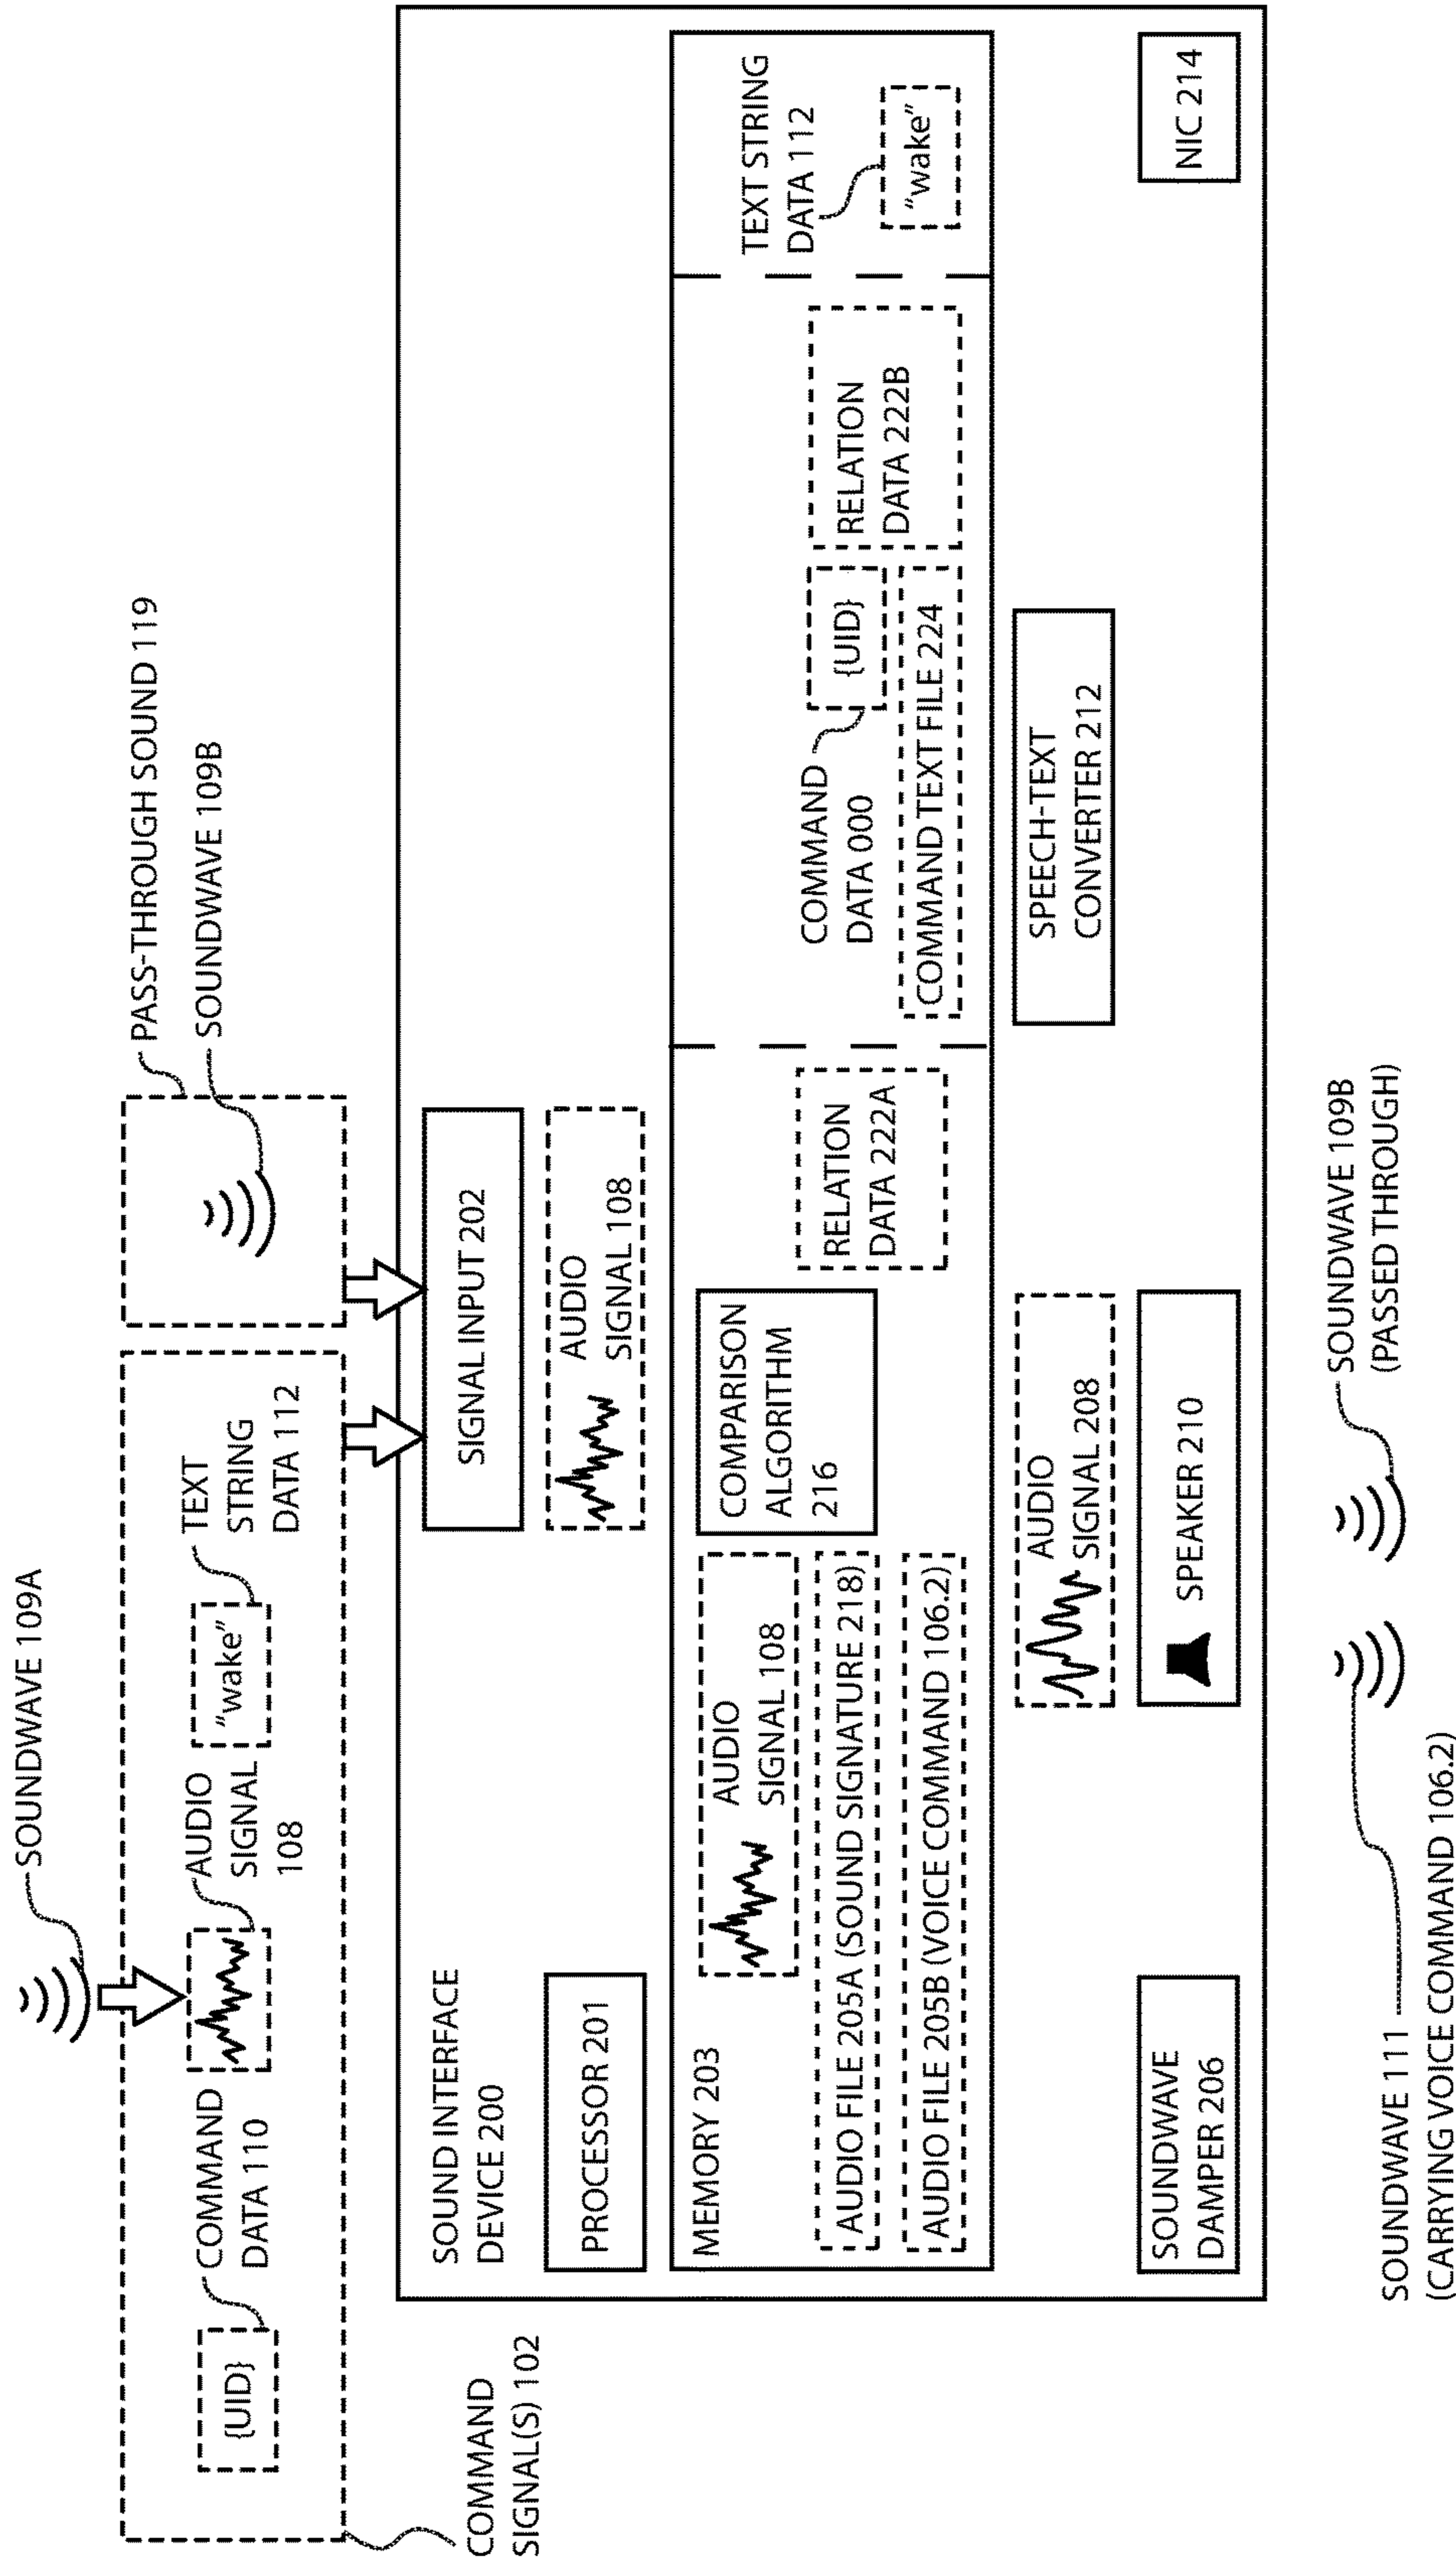 SOUNDWAVE 109A
PASS-THROUGH SOUND 119
SOUNDWAVE 109B
{UID}
COMMAND
DATA 110
AUDIO
SIGNAL
108
"wake"
TEXT
STRING
DATA 112
COMMAND
SIGNAL(S) 102
SOUND INTERFACE
DEVICE 200
SIGNAL INPUT 202
PROCESSOR 201
AUDIO
SIGNAL 108
MEMORY 203
AUDIO
SIGNAL 108
AUDIO FILE 205A (SOUND SIGNATURE 218)
AUDIO FILE 205B (VOICE COMMAND 106.2)
COMPARISON
ALGORITHM
216
RELATION
DATA 222A
COMMAND
DATA 000
{UID}
COMMAND TEXT FILE 224
RELATION
DATA 222B
TEXT STRING
DATA 112
"wake"
AUDIO
SIGNAL 208
SPEECH-TEXT
CONVERTER 212
SOUNDWAVE
DAMPER 206
SPEAKER 210
NIC 214
SOUNDWAVE 111
(CARRYING VOICE COMMAND 106.2)
SOUNDWAVE 109B
(PASSED THROUGH)